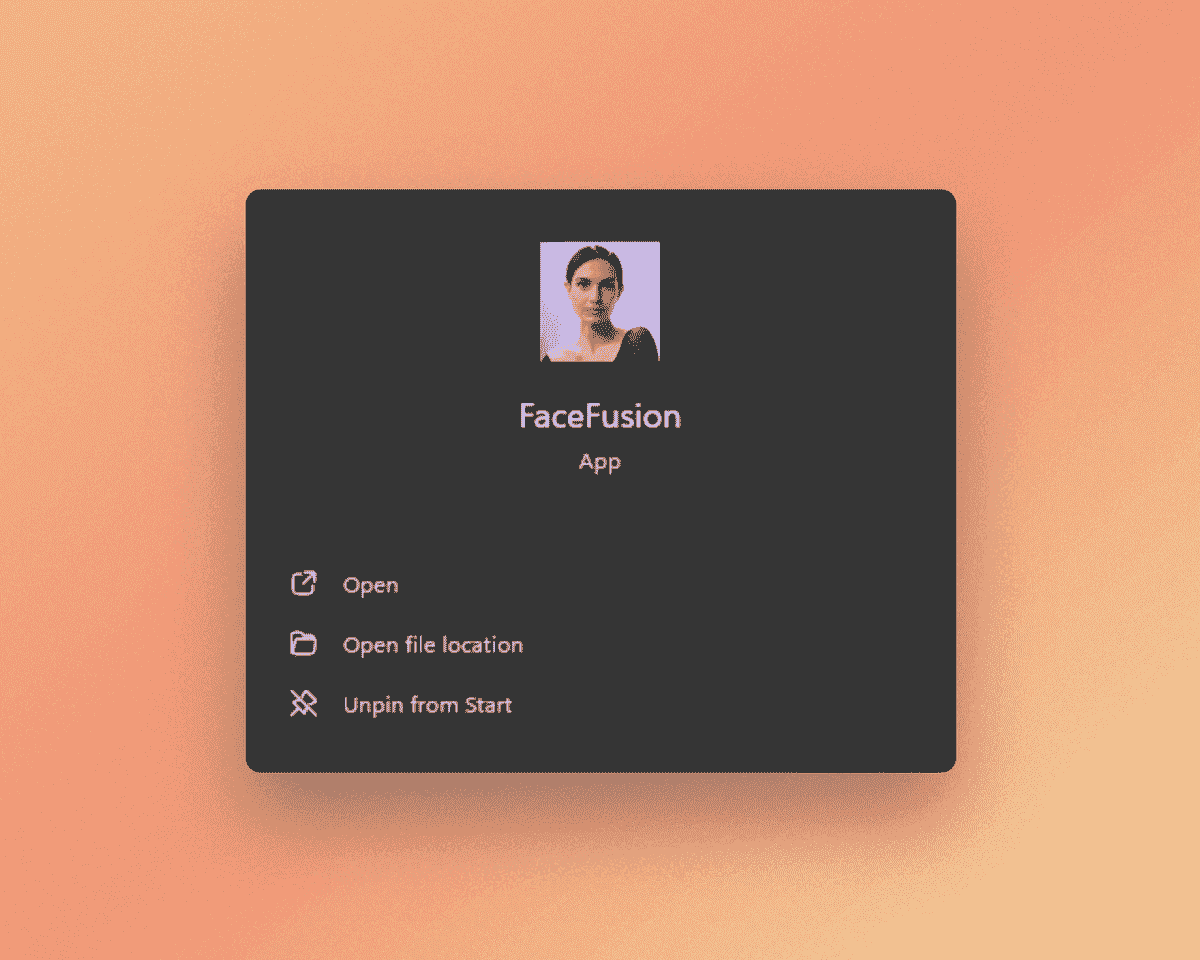 FaceFusion
App
Open
Open file location
Unpin from Start